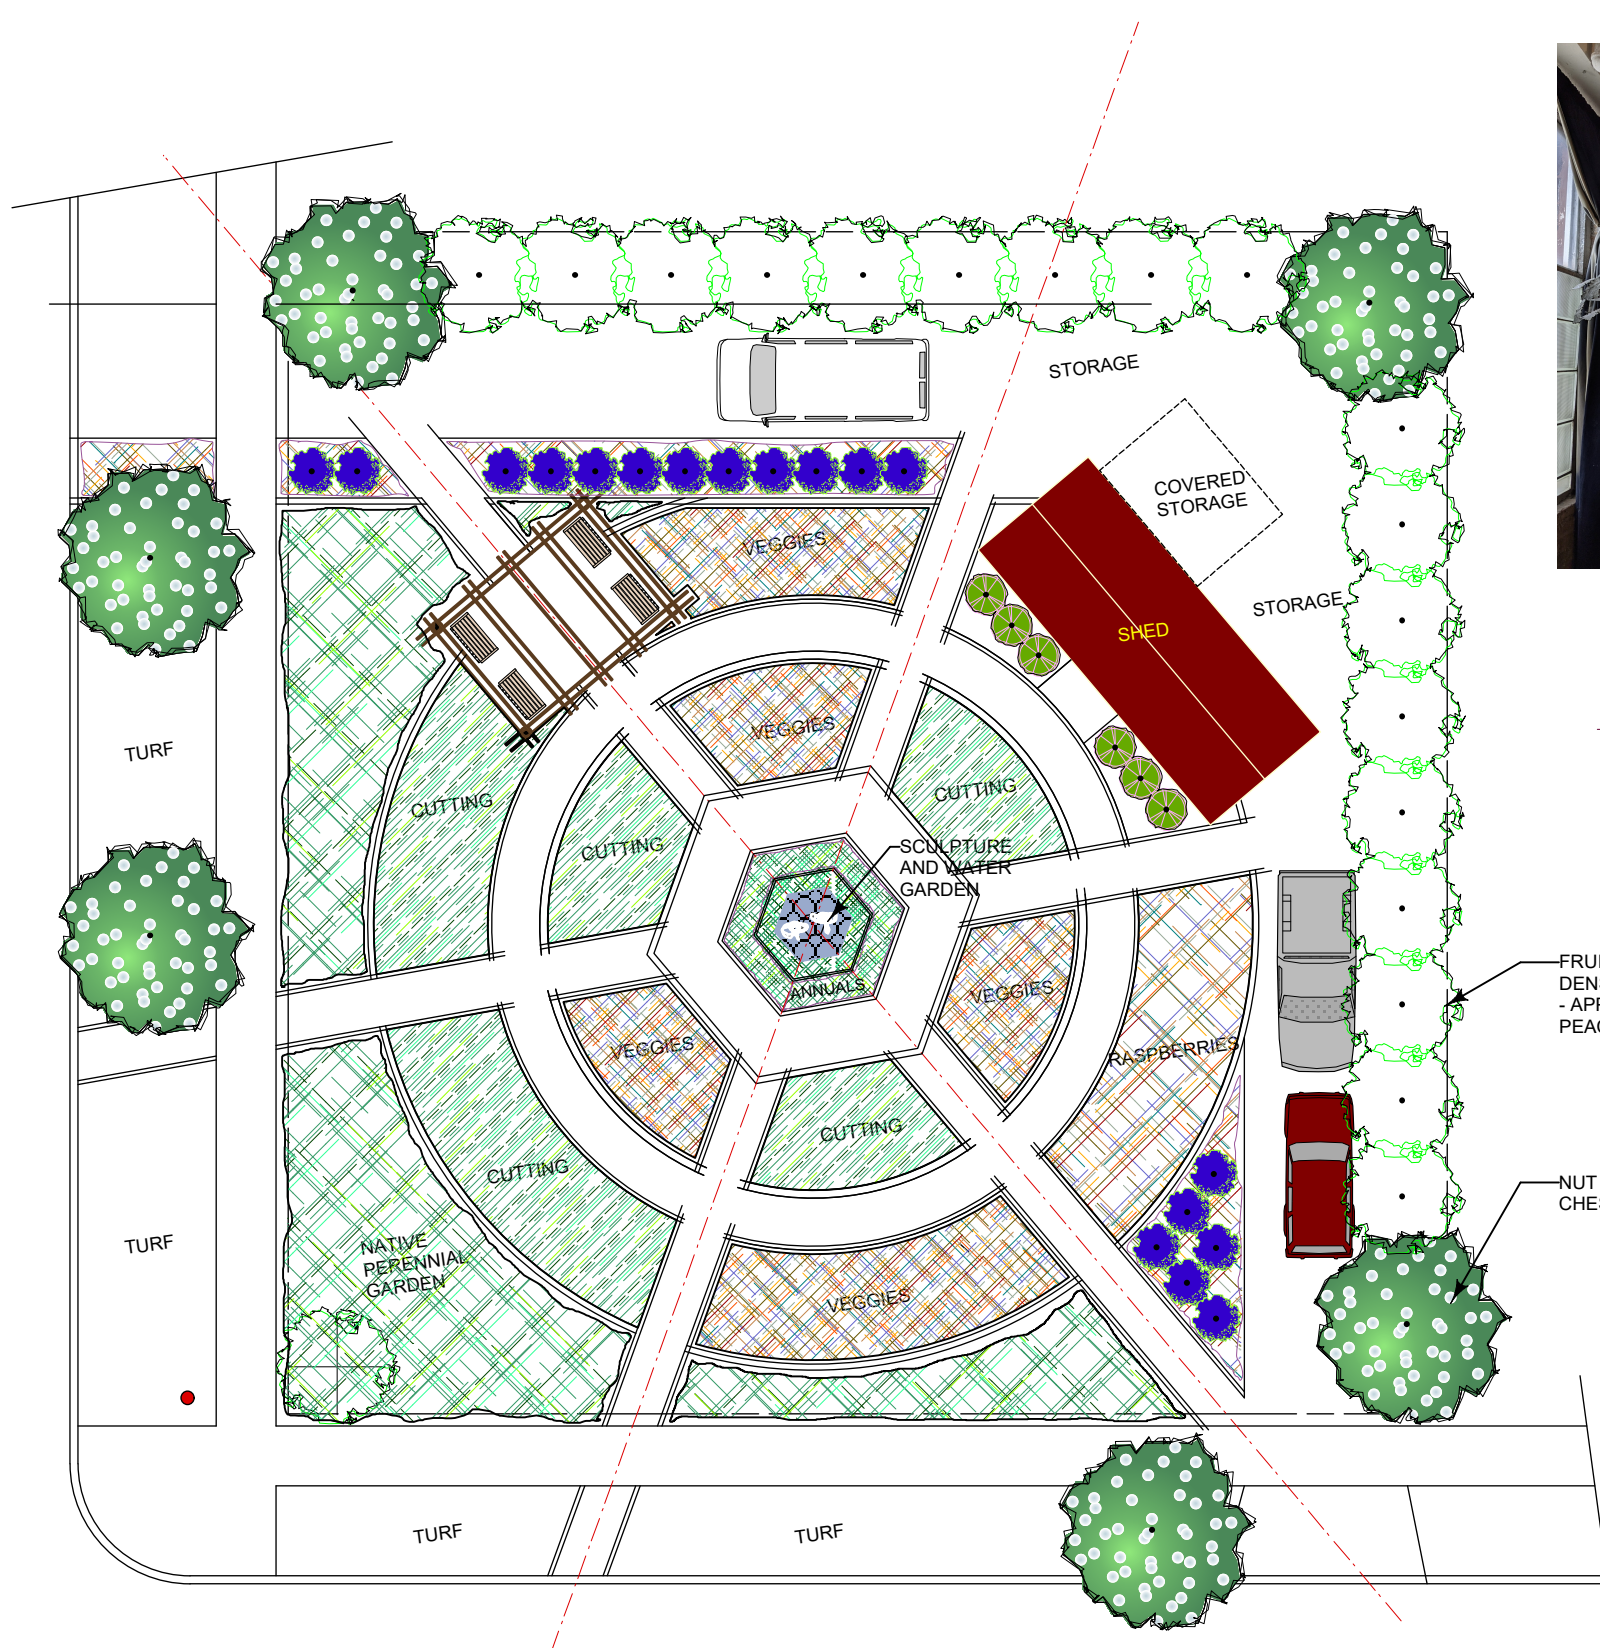 STORAGE
COVERED
STORAGE
VEGGIES
STORAGE
SHED
VEGGIES
TURF
CUTTING
CUTTING
CUTTING
SCULPTURE
AND WATER
GARDEN
ANNUALS
VEGGIES
VEGGIES
RASPBERRIES
CUTTING
CUTTING
NATIVE
PERENNIAL
GARDEN
VEGGIES
TURF
NUT
TURF
TURF